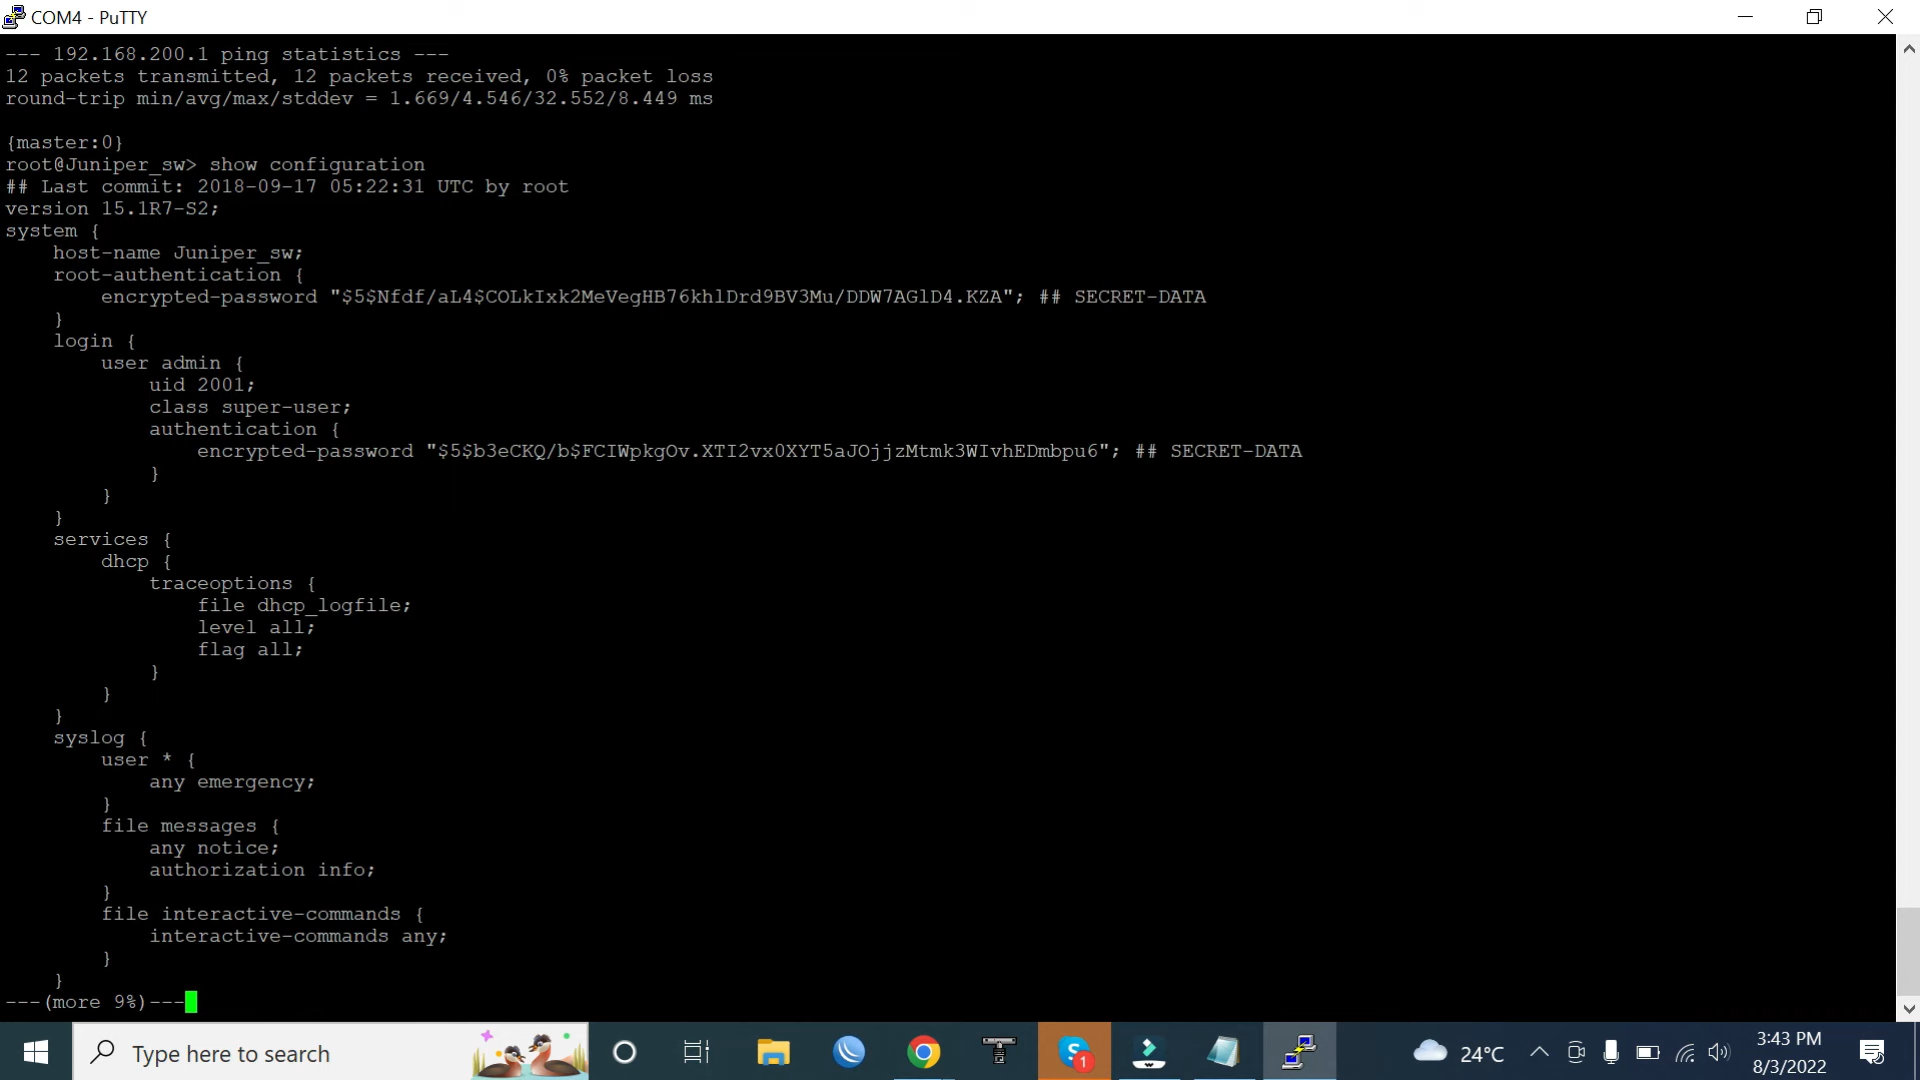 COM4 - PuTTY
--- 192.168.200.1 ping statistics ---
12 packets transmitted, 12 packets received, 0% packet loss
round-trip min/avg/max/stddev = 1.669/4.546/32.552/8.449 ms
{master:0}
root@Juniper_sw> show configuration
## Last commit: 2018-09-17 05:22:31 UTC by root
version 15.1R7-S2;
system {
    host-name Juniper_sw;
    root-authentication {
        encrypted-password "$5$Nfdf/aL4$COLkIxk2MeVegHB76khlDrd9BV3Mu/DDW7AGlD4.KZA"; ## SECRET-DATA
    }
    login {
        user admin {
            uid 2001;
            class super-user;
            authentication {
                encrypted-password "$5$b3eCKQ/b$FCIWpkgOv.XTI2vx0XYT5aJOjjzMtmk3WIvhEDmbpu6"; ## SECRET-DATA
            }
        }
    }
    services {
        dhcp {
            traceoptions {
                file dhcp_logfile;
                level all;
                flag all;
            }
        }
    }
    syslog {
        user * {
            any emergency;
        }
        file messages {
            any notice;
            authorization info;
        }
        file interactive-commands {
            interactive-commands any;
        }
    }
---(more 9%)---
Type here to search
S
1
24°C
3:43 PM
8/3/2022